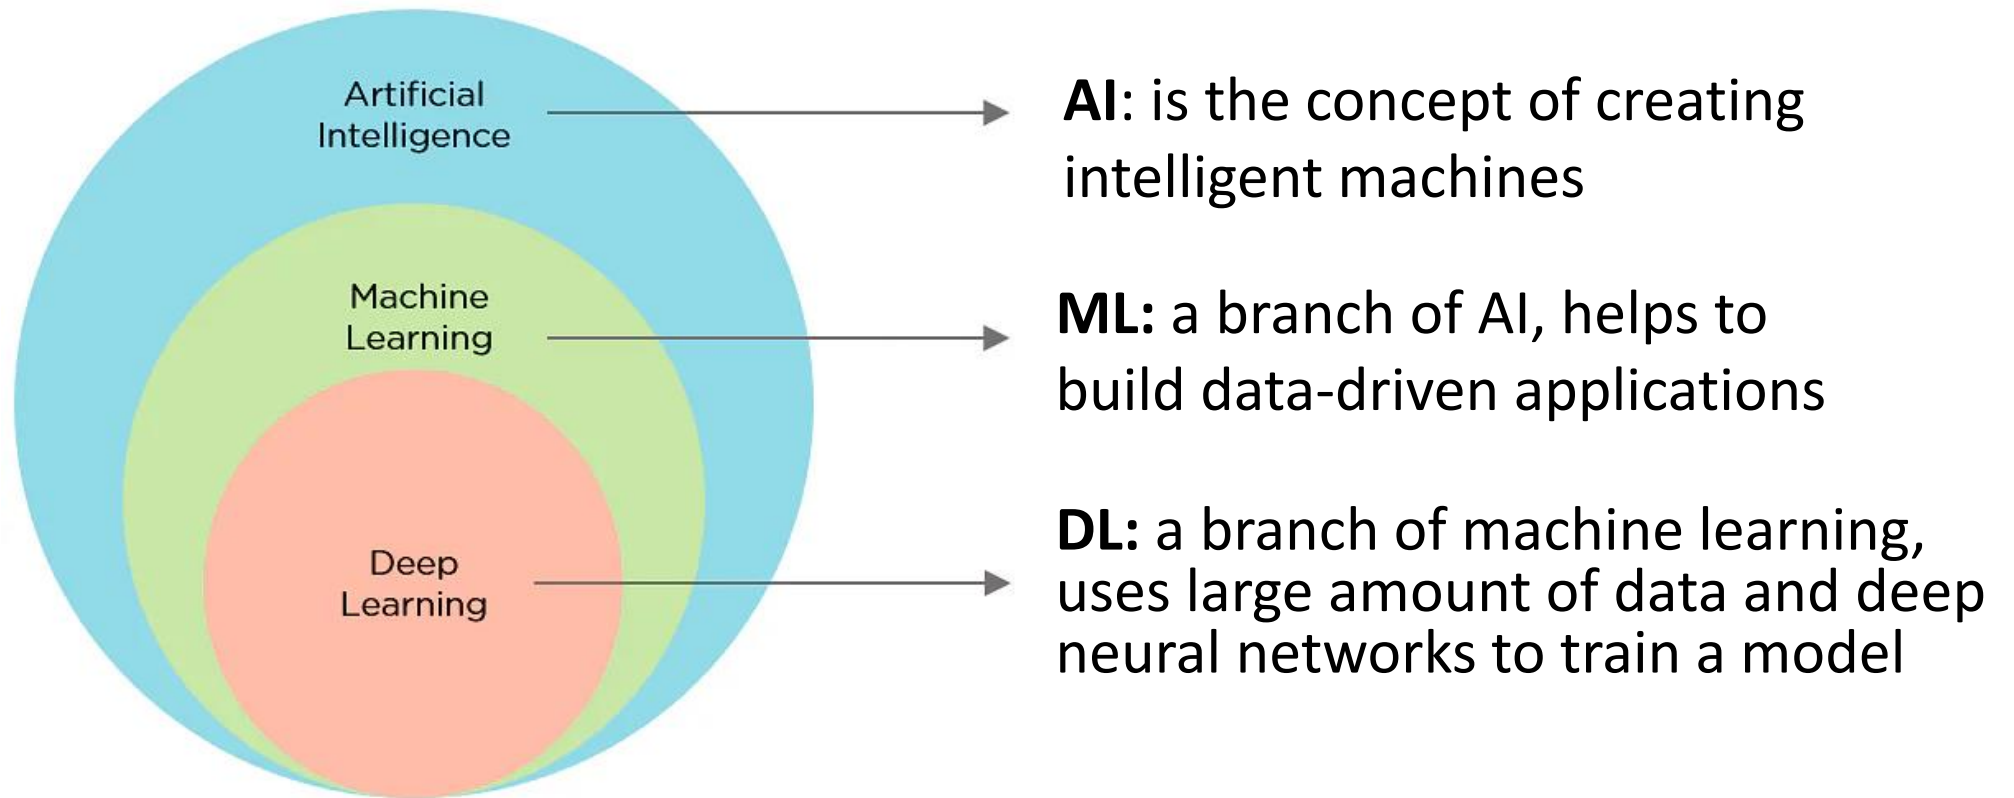 Artificial
Intelligence
AI: is the concept of creating
intelligent machines
Machine
Learning
ML: a branch of AI, helps to
build data-driven applications
Deep
Learning
DL: a branch of machine learning,
uses large amount of data and deep
neural networks to train a model